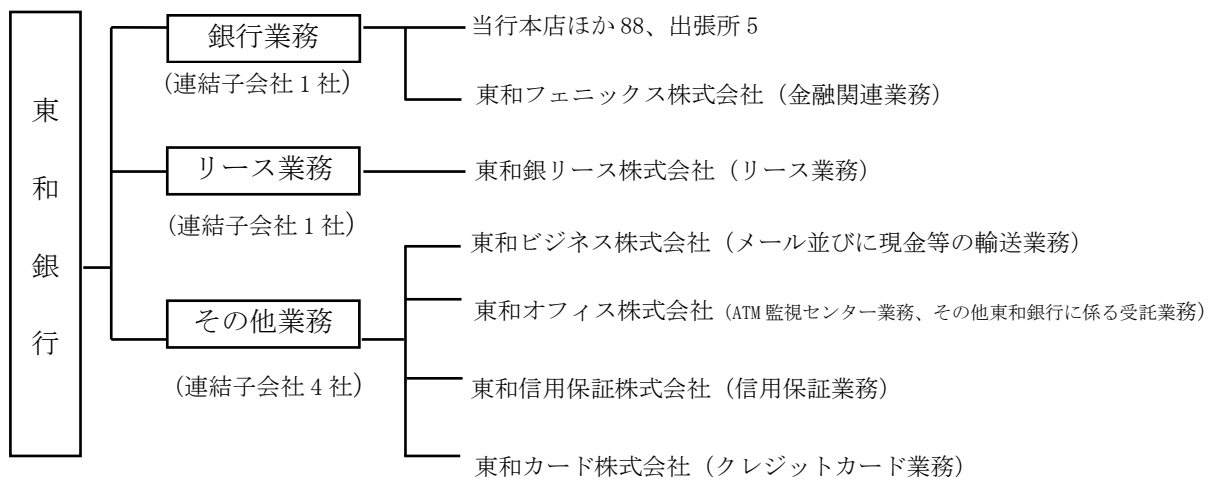 東和銀行
銀行業務
(連結子会社1社)
当行本店ほか88、出張所5
東和フェニックス株式会社（金融関連業務）
リース業務
(連結子会社1社)
東和銀リース株式会社（リース業務）
その他業務
(連結子会社4社)
東和ビジネス株式会社（メール並びに現金等の輸送業務）
東和オフィス株式会社（ATM監視センター業務、その他東和銀行に係る受託業務）
東和信用保証株式会社（信用保証業務）
東和カード株式会社（クレジットカード業務）